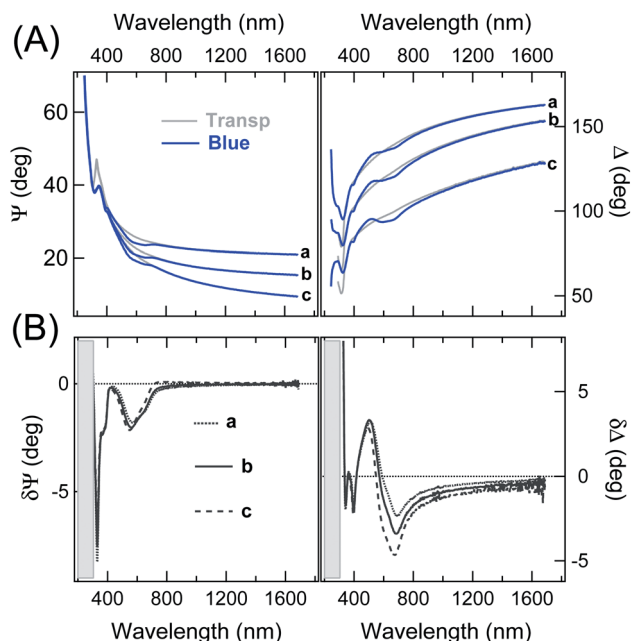 (A)
Wavelength (nm) Wavelength (nm)
400 800 1200 1600 400 800 1200 1600
60
40
20
Ψ (deg)
Transp
Blue
a
b
c
a
b
c
150
100
50
Δ (deg)
(B)
0
-5
δΨ (deg)
a
b
c
5
0
-5
δΔ (deg)
400 800 1200 1600 400 800 1200 1600
Wavelength (nm) Wavelength (nm)